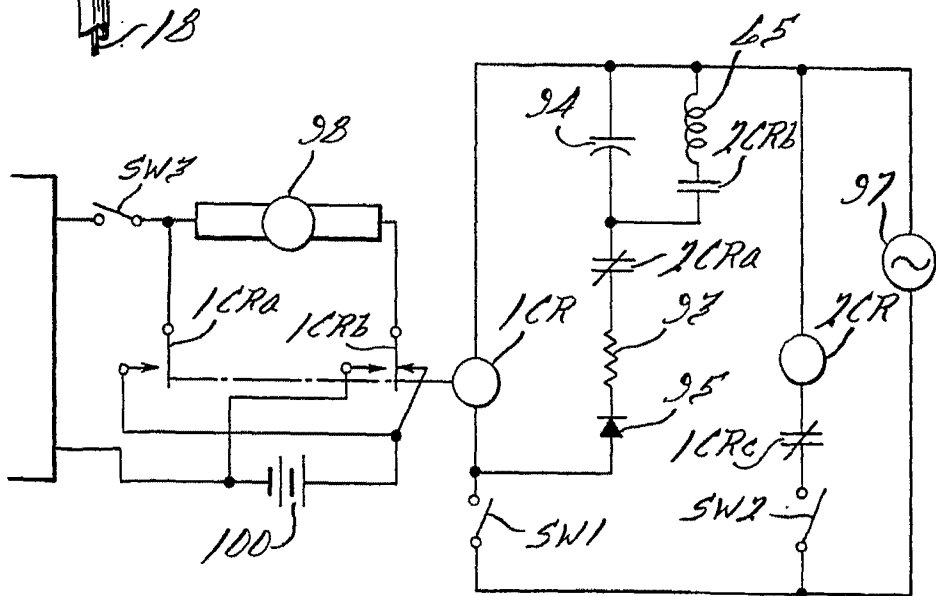 18
65
94
2CRb
98
SW3
97
2CRa
1CRa
1CRb
1CR
93
2CR
95
1CRc
SW2
SW1
100